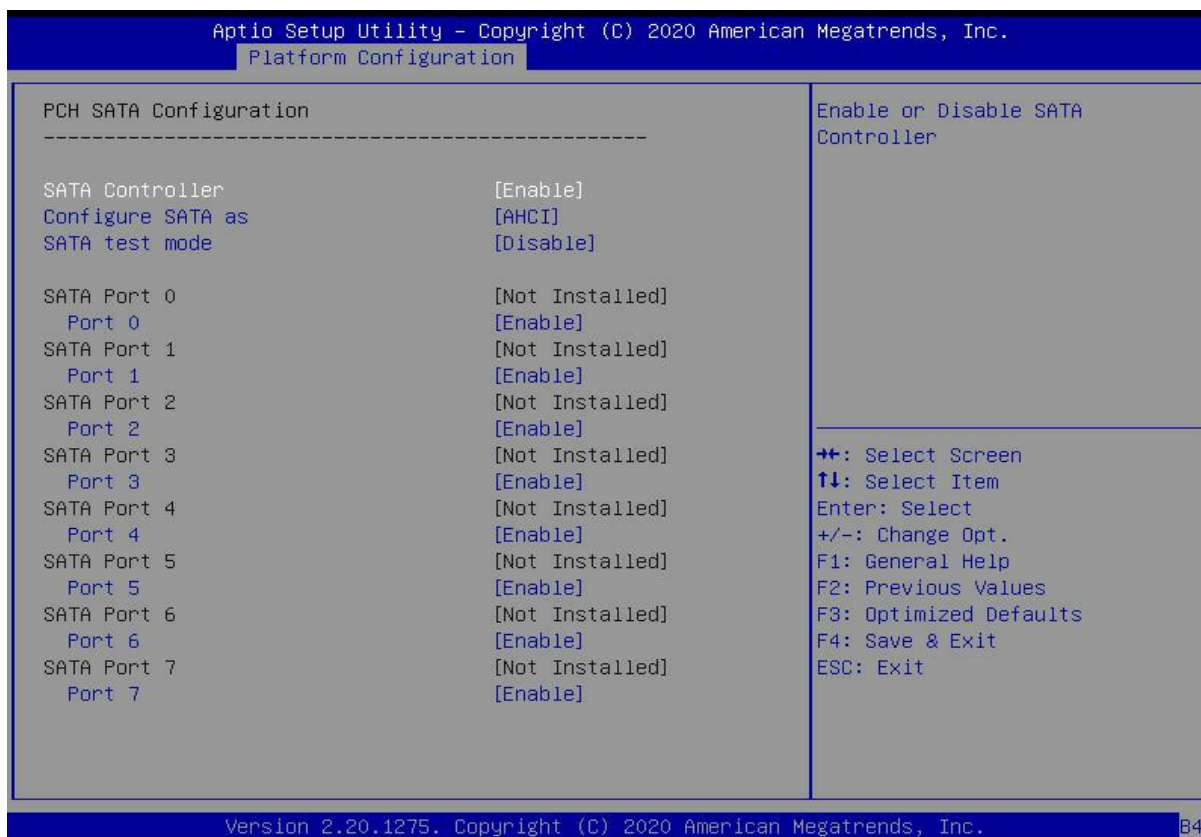 Aptio Setup Utility – Copyright (C) 2020 American Megatrends, Inc.
Platform Configuration
PCH SATA Configuration
--------------------------------------------------
SATA Controller [Enable]
Configure SATA as [AHCI]
SATA test mode [Disable]
SATA Port 0 [Not Installed]
Port 0 [Enable]
SATA Port 1 [Not Installed]
Port 1 [Enable]
SATA Port 2 [Not Installed]
Port 2 [Enable]
SATA Port 3 [Not Installed]
Port 3 [Enable]
SATA Port 4 [Not Installed]
Port 4 [Enable]
SATA Port 5 [Not Installed]
Port 5 [Enable]
SATA Port 6 [Not Installed]
Port 6 [Enable]
SATA Port 7 [Not Installed]
Port 7 [Enable]
Enable or Disable SATA
Controller
→←: Select Screen
↑↓: Select Item
Enter: Select
+/-: Change Opt.
F1: General Help
F2: Previous Values
F3: Optimized Defaults
F4: Save & Exit
ESC: Exit
Version 2.20.1275. Copyright (C) 2020 American Megatrends, Inc.